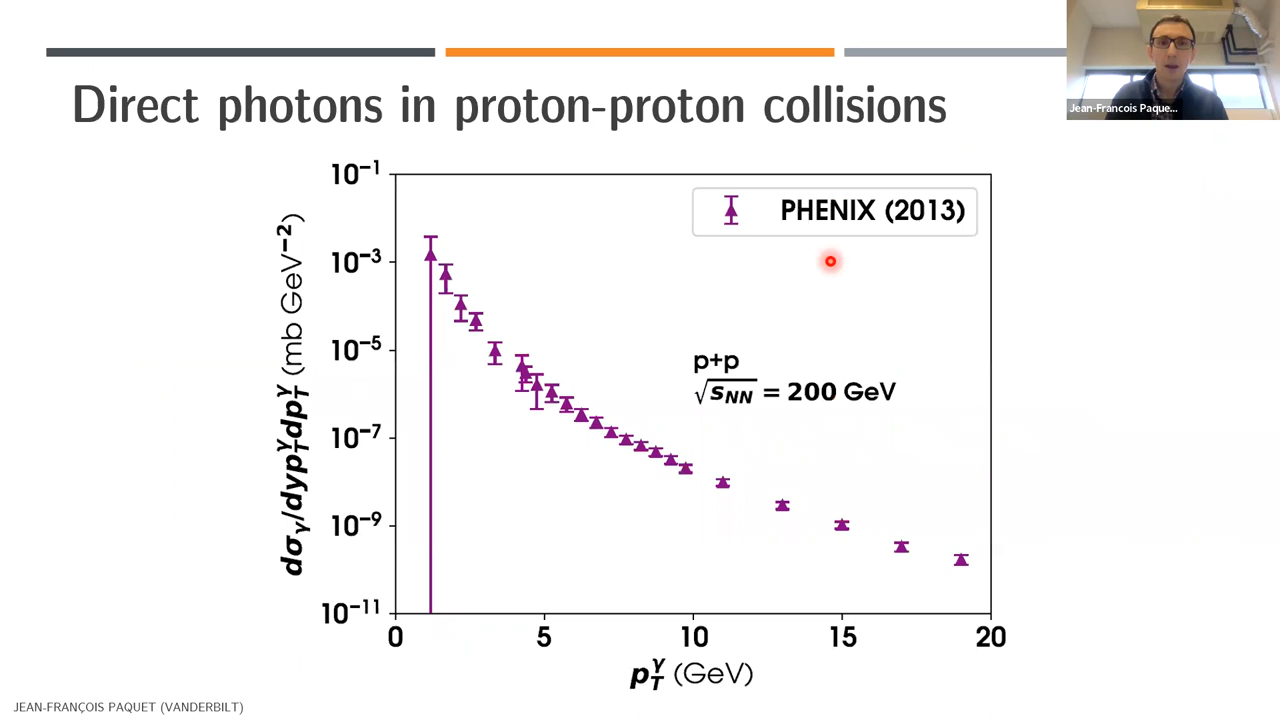 Jean-Francois Paque...
Direct photons in proton-proton collisions
10⁻¹
10⁻³
10⁻⁵
10⁻⁷
10⁻⁹
10⁻¹¹
dσγ/dyp_T^γdp_T^γ (mb GeV⁻²)
PHENIX (2013)
p+p
√s_NN = 200 GeV
0 5 10 15 20
p_T^γ (GeV)
JEAN-FRANÇOIS PAQUET (VANDERBILT)